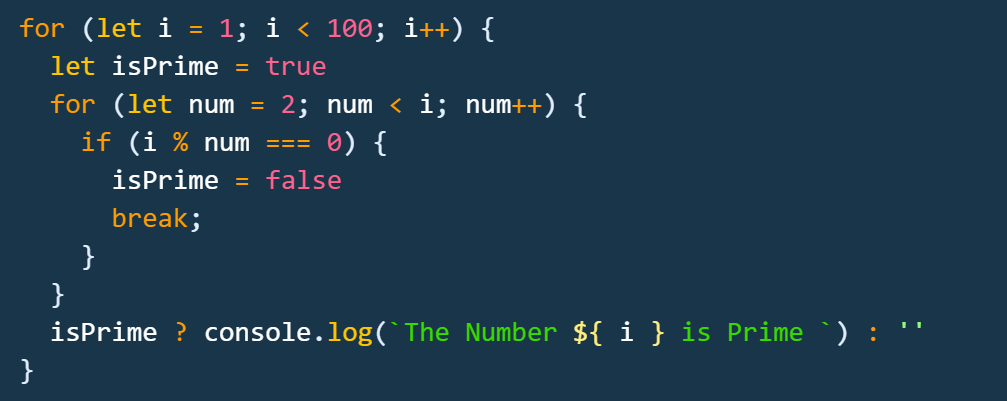 for (let i = 1; i < 100; i++) {
  let isPrime = true
  for (let num = 2; num < i; num++) {
    if (i % num === 0) {
      isPrime = false
      break;
    }
  }
  isPrime ? console.log(`The Number ${ i } is Prime `) : ''
}